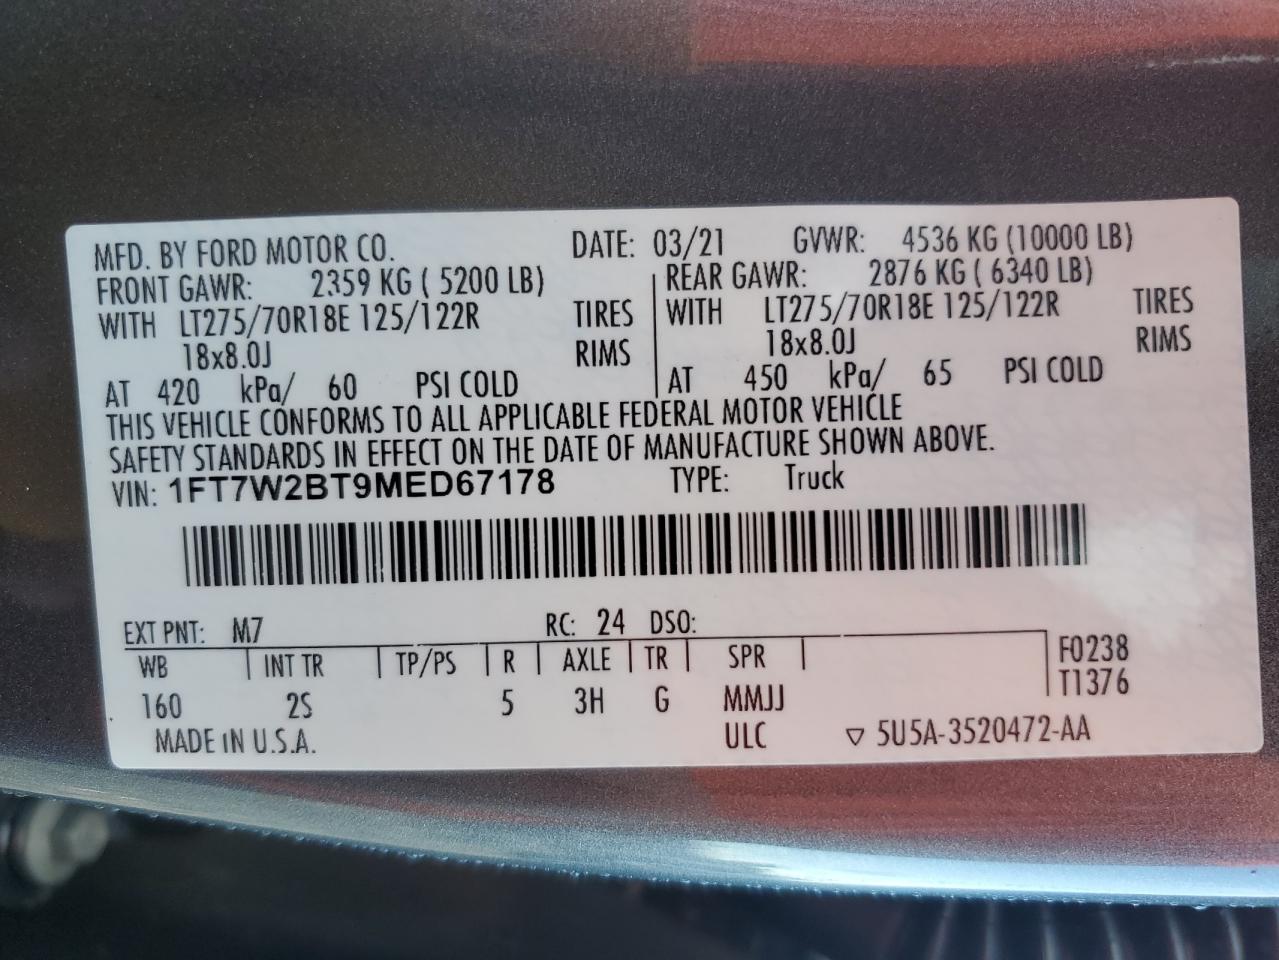 MFD. BY FORD MOTOR CO. DATE: 03/21 GVWR: 4536 KG (10000 LB)
FRONT GAWR: 2359 KG ( 5200 LB) REAR GAWR: 2876 KG ( 6340 LB)
WITH LT275/70R18E 125/122R TIRES WITH LT275/70R18E 125/122R TIRES
18x8.0J RIMS 18x8.0J RIMS
AT 420 kPa/ 60 PSI COLD AT 450 kPa/ 65 PSI COLD
THIS VEHICLE CONFORMS TO ALL APPLICABLE FEDERAL MOTOR VEHICLE
SAFETY STANDARDS IN EFFECT ON THE DATE OF MANUFACTURE SHOWN ABOVE.
VIN: 1FT7W2BT9MED67178 TYPE: Truck
EXT PNT: M7 RC: 24 DSO:
WB INT TR TP/PS R AXLE TR SPR F0238
160 2S 5 3H G MMJJ T1376
MADE iN U.S.A. ULC ▽ 5U5A-3520472-AA